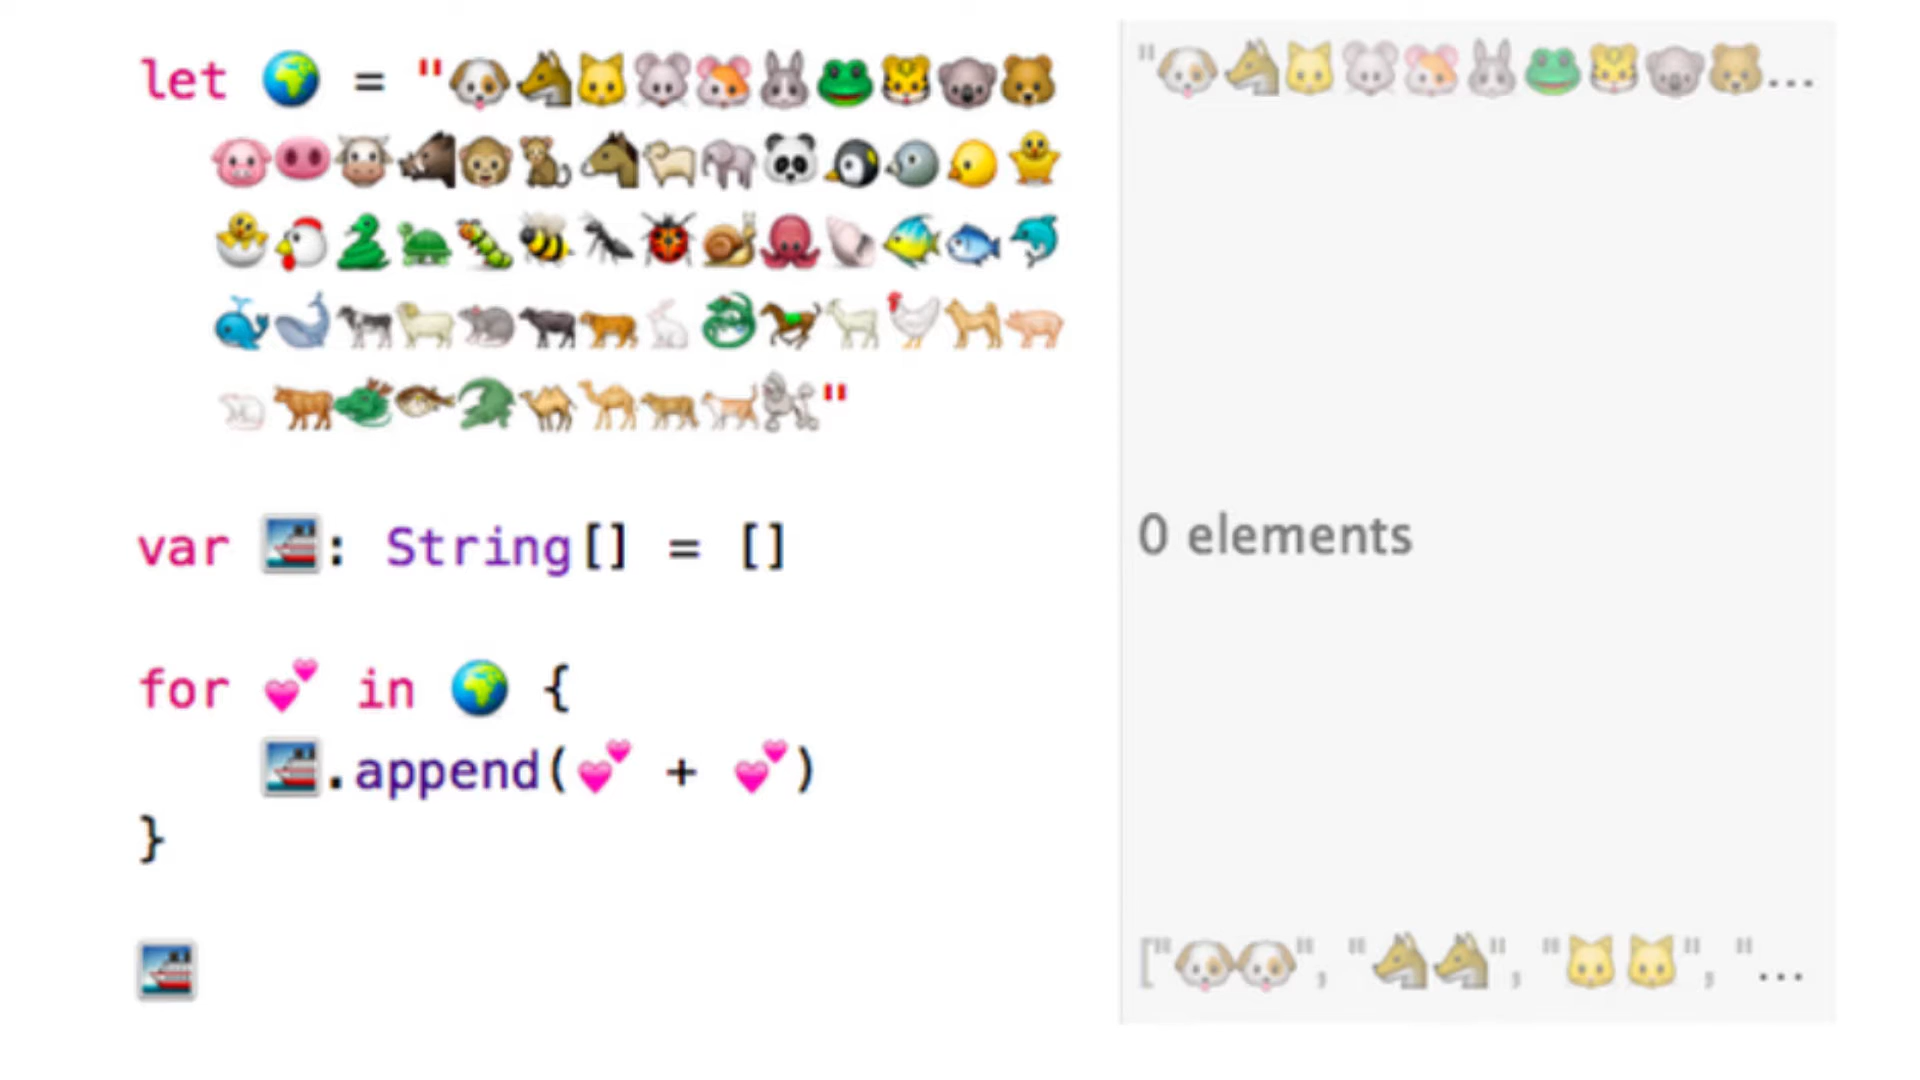 let 🌍 = "🐶🐺🐱🐭🐹🐰🐸🐯🐨🐻
🐷🐽🐮🐗🐵🐒🐴🐑🐘🐼🐧🐦🐤🐥
🐣🐔🐍🐢🐛🐝🐜🐞🐌🐙🐚🐠🐟🐬
🐳🐋🐄🐏🐀🐃🐅🐇🐉🐎🐐🐓🐕🐖
🐁🐂🐲🐡🐊🐫🐪🐆🐈🐩"
"🐶🐺🐱🐭🐹🐰🐸🐯🐨🐻...
var 🚢: String[] = []
0 elements
for 💕 in 🌍 {
🚢.append(💕 + 💕)
}
🚢
["🐶🐶", "🐺🐺", "🐱🐱", "...